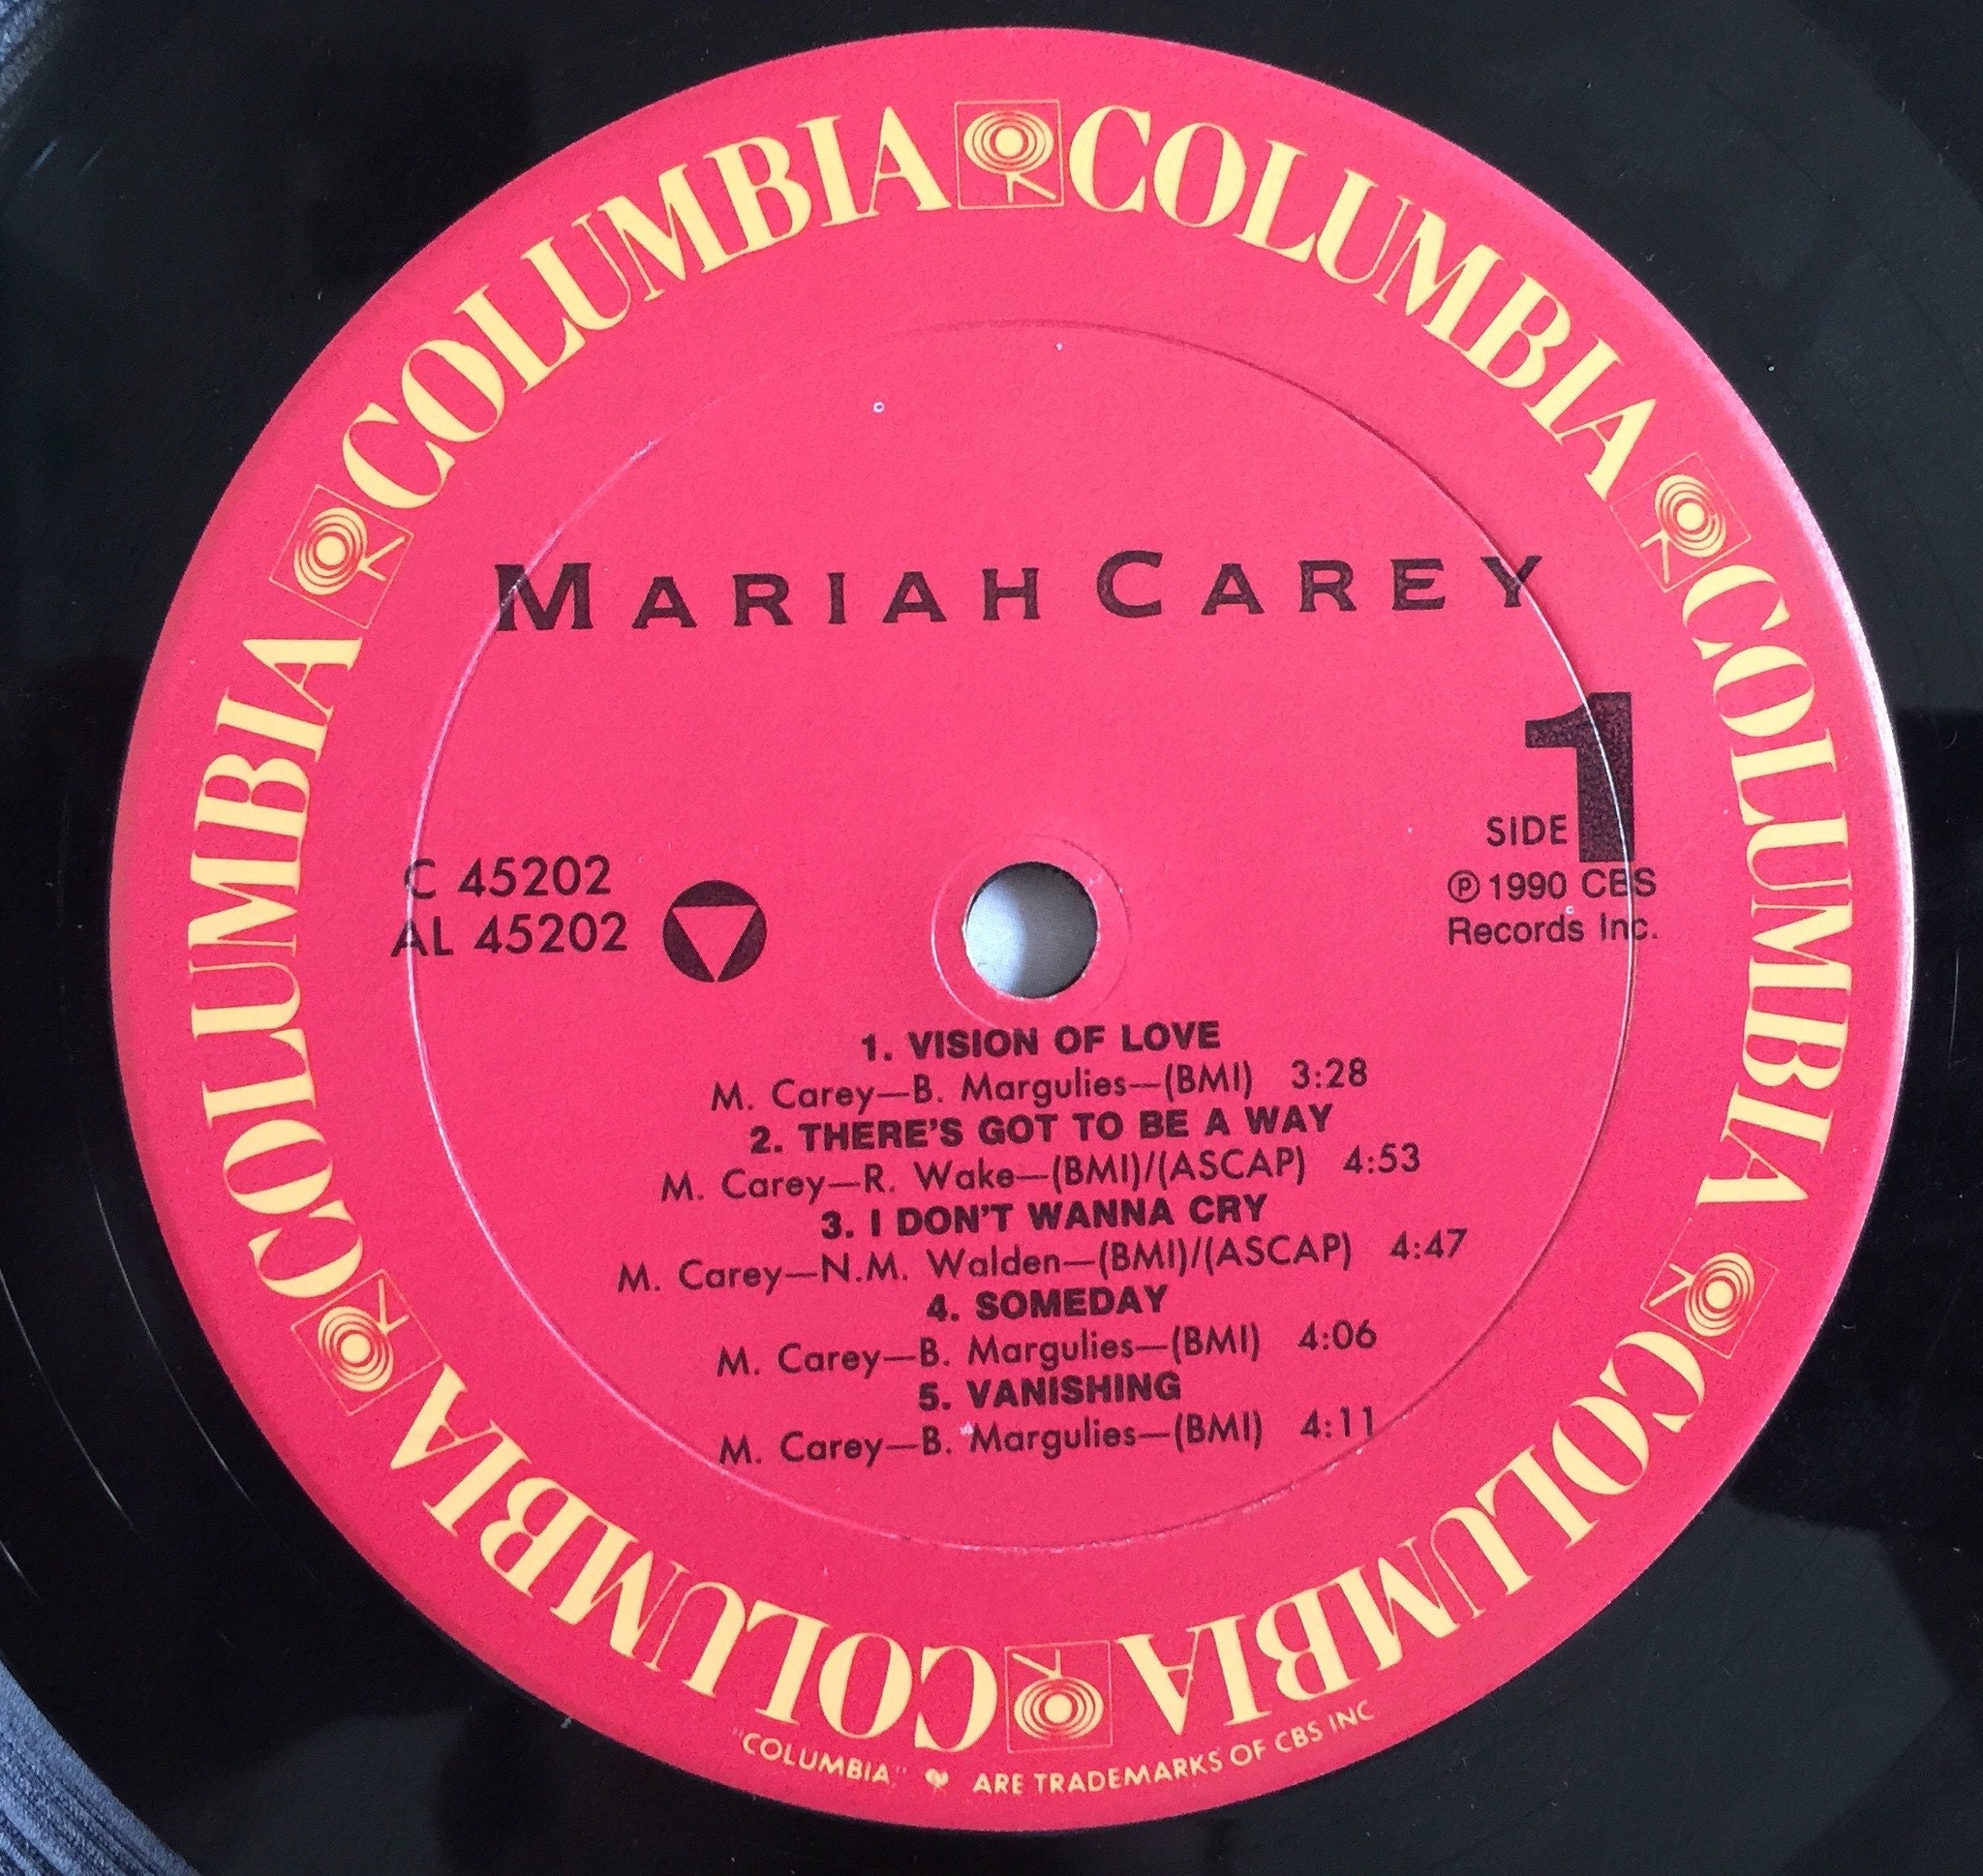 COLUMBIA COLUMBIA COLUMBIA COLUMBIA COLUMBIA COLUMBIA
MARIAH CAREY
SIDE 1
C 45202
AL 45202
Ⓟ 1990 CBS
Records Inc.
1. VISION OF LOVE
M. Carey—B. Margulies—(BMI) 3:28
2. THERE'S GOT TO BE A WAY
M. Carey—R. Wake—(BMI)/(ASCAP) 4:53
3. I DON'T WANNA CRY
M. Carey—N.M. Walden—(BMI)/(ASCAP) 4:47
4. SOMEDAY
M. Carey—B. Margulies—(BMI) 4:06
5. VANISHING
M. Carey—B. Margulies—(BMI) 4:11
"COLUMBIA," ARE TRADEMARKS OF CBS INC